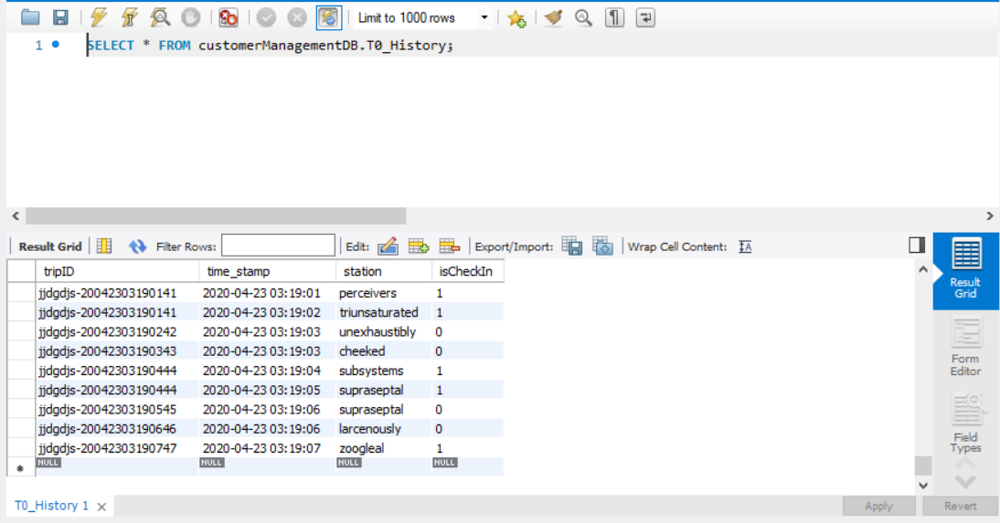 Limit to 1000 rows
1 SELECT * FROM customerManagementDB.T0_History;
Result Grid Filter Rows: Edit: Export/Import: Wrap Cell Content:
tripID time_stamp station isCheckIn
jjdgdjs-20042303190141 2020-04-23 03:19:01 perceivers 1
jjdgdjs-20042303190141 2020-04-23 03:19:02 triunsaturated 1
jjdgdjs-20042303190242 2020-04-23 03:19:03 unexhaustibly 0
jjdgdjs-20042303190343 2020-04-23 03:19:03 cheeked 0
jjdgdjs-20042303190444 2020-04-23 03:19:04 subsystems 1
jjdgdjs-20042303190444 2020-04-23 03:19:05 supraseptal 1
jjdgdjs-20042303190545 2020-04-23 03:19:06 supraseptal 0
jjdgdjs-20042303190646 2020-04-23 03:19:06 larcenously 0
jjdgdjs-20042303190747 2020-04-23 03:19:07 zoogleal 1
* NULL NULL NULL NULL
Result
Grid
Form
Editor
Field
Types
T0_History 1
Apply Revert